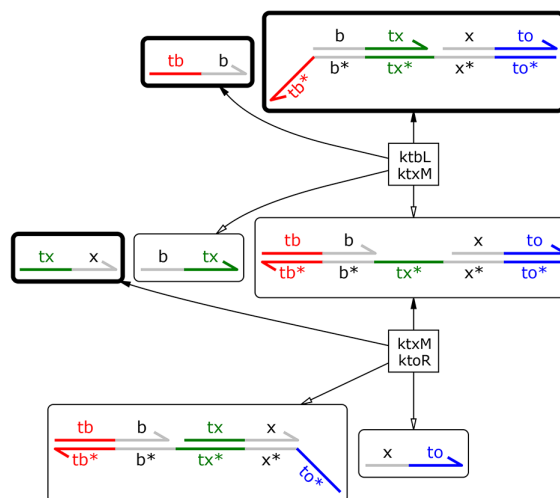 tb b
b tx x to
tb* b* tx* x* to*
ktbL
ktxM
tx x
b tx
tb b x to
tb* b* tx* x* to*
ktxM
ktoR
tb b tx x
tb* b* tx* x* to*
x to